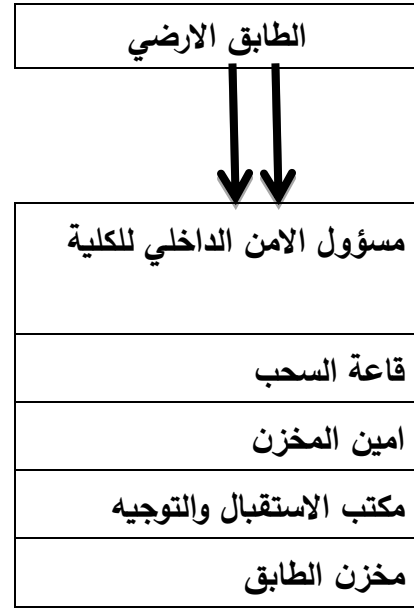 الطابق الارضي
مسؤول الامن الداخلي للكلية
قاعة السحب
امين المخزن
مكتب الاستقبال والتوجيه
مخزن الطابق